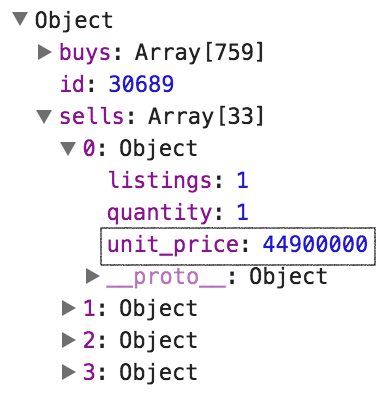 Object
buys: Array[759]
id: 30689
sells: Array[33]
0: Object
listings: 1
quantity: 1
unit_price: 44900000
__proto__: Object
1: Object
2: Object
3: Object